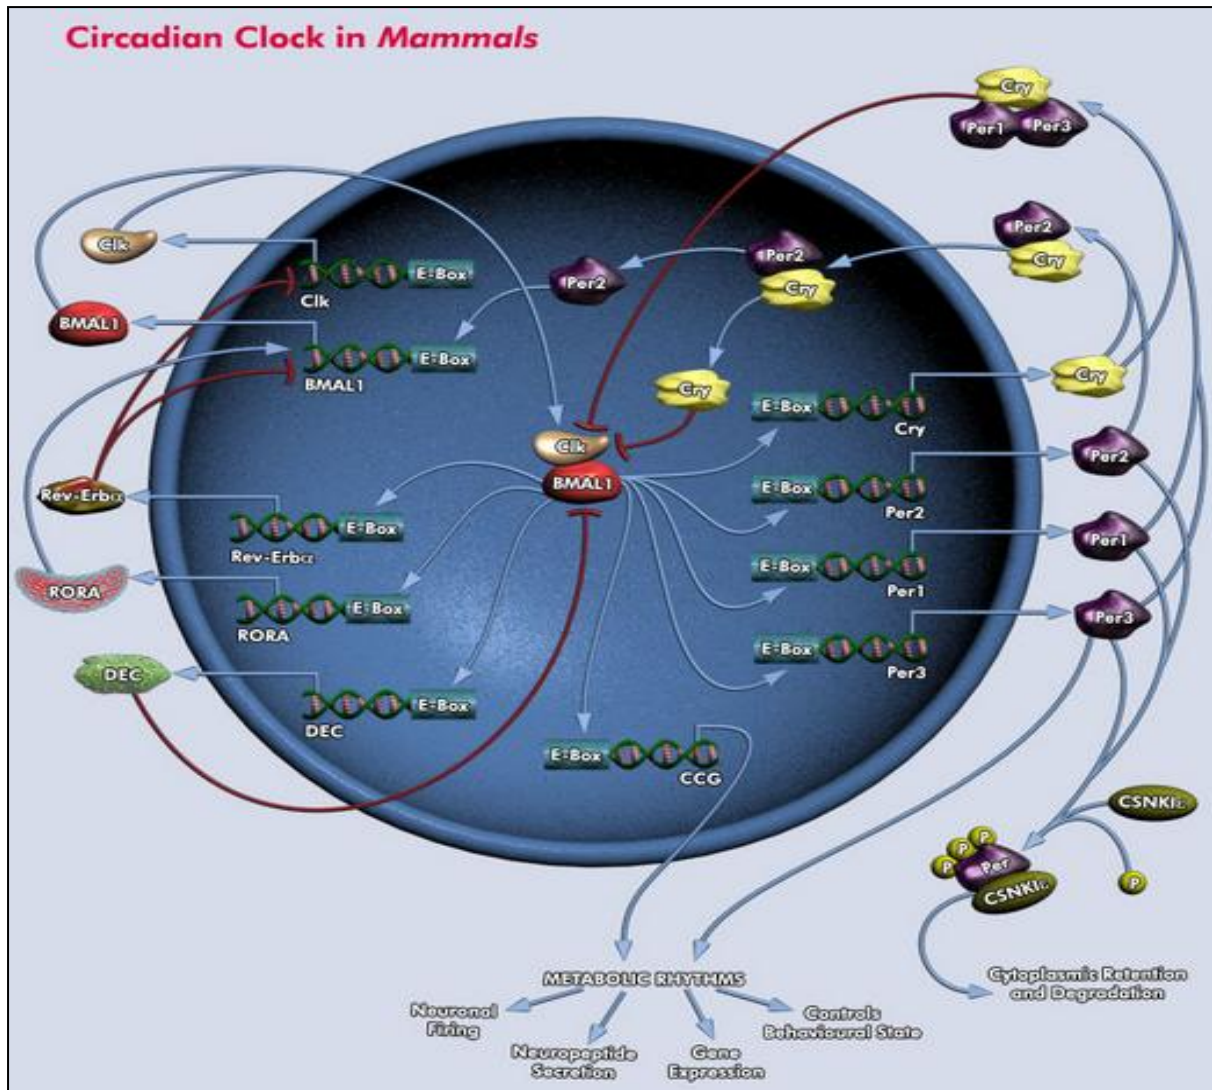 Circadian Clock in Mammals
Cry
Per1
Per3
Clk
Per2
Cry
Per2
Cry
E-Box
Clk
Per2
BMAL1
E-Box
BMAL1
Cry
Cry
E-Box
Cry
Clk
BMAL1
Per2
E-Box
Per2
Rev-Erbα
E-Box
Rev-Erbα
Per1
E-Box
Per1
RORA
E-Box
RORA
Per3
E-Box
Per3
DEC
E-Box
DEC
E-Box
CCG
CSNKIε
P
P
P
Per
CSNKIε
P
METABOLIC RHYTHMS
Neuronal
Firing
Neuropeptide
Secretion
Gene
Expression
Controls
Behavioural State
Cytoplasmic Retention
and Degradation